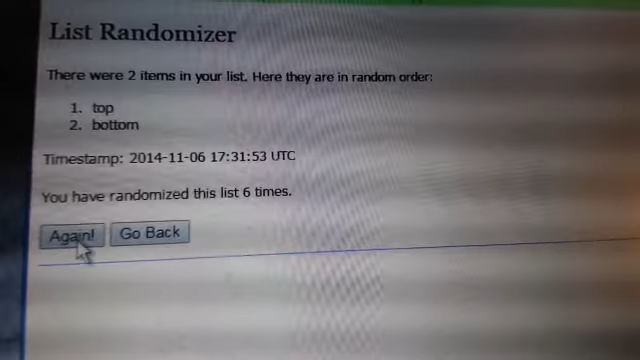 List Randomizer
There were 2 items in your list. Here they are in random order:
1. top
2. bottom
Timestamp: 2014-11-06 17:31:53 UTC
You have randomized this list 6 times.
Again! Go Back